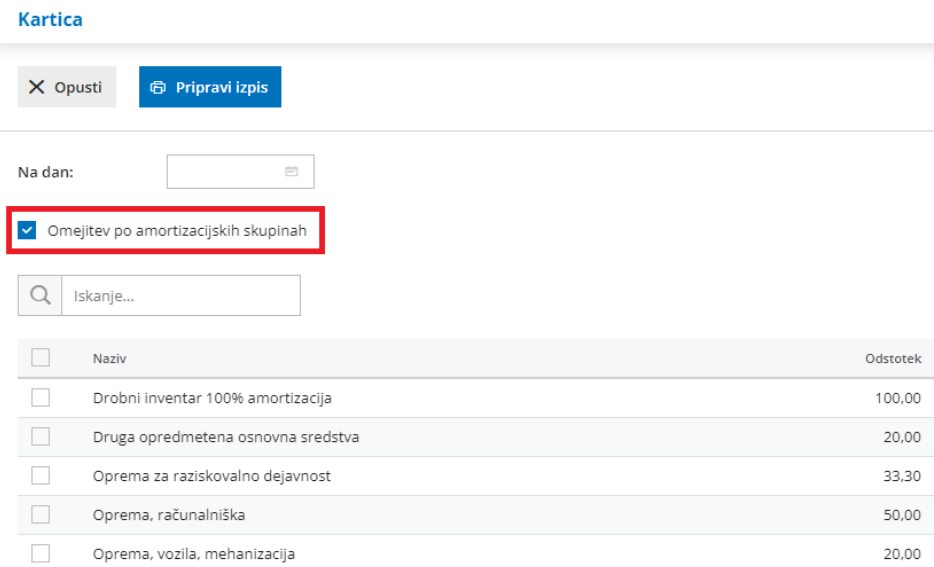 Kartica
Opusti
Pripravi izpis
Na dan:
Omejitev po amortizacijskih skupinah
Iskanje...
Naziv Odstotek
Drobni inventar 100% amortizacija 100,00
Druga opredmetena osnovna sredstva 20,00
Oprema za raziskovalno dejavnost 33,30
Oprema, računalniška 50,00
Oprema, vozila, mehanizacija 20,00